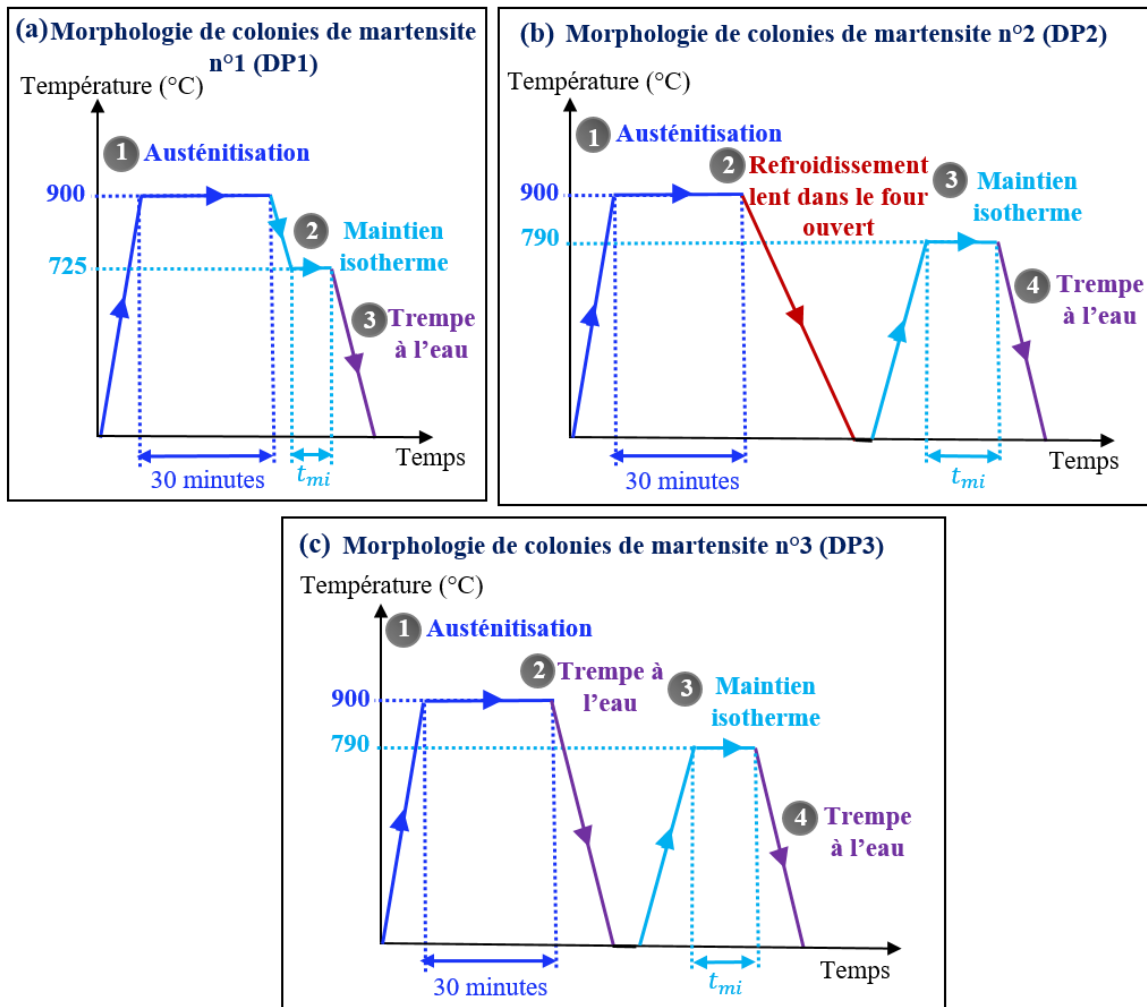 (a) Morphologie de colonies de martensite
n°1 (DP1)
Température (°C)
1 Austénitisation
900
2 Maintien
isotherme
725
3 Trempe
à l’eau
Temps
30 minutes
t_mi
(b) Morphologie de colonies de martensite n°2 (DP2)
Température (°C)
1 Austénitisation
2 Refroidissement
lent dans le four
ouvert
3 Maintien
isotherme
900
790
4 Trempe
à l’eau
Temps
30 minutes
t_mi
(c) Morphologie de colonies de martensite n°3 (DP3)
Température (°C)
1 Austénitisation
2 Trempe à
l’eau
3 Maintien
isotherme
900
790
4 Trempe
à l’eau
Temps
30 minutes
t_mi